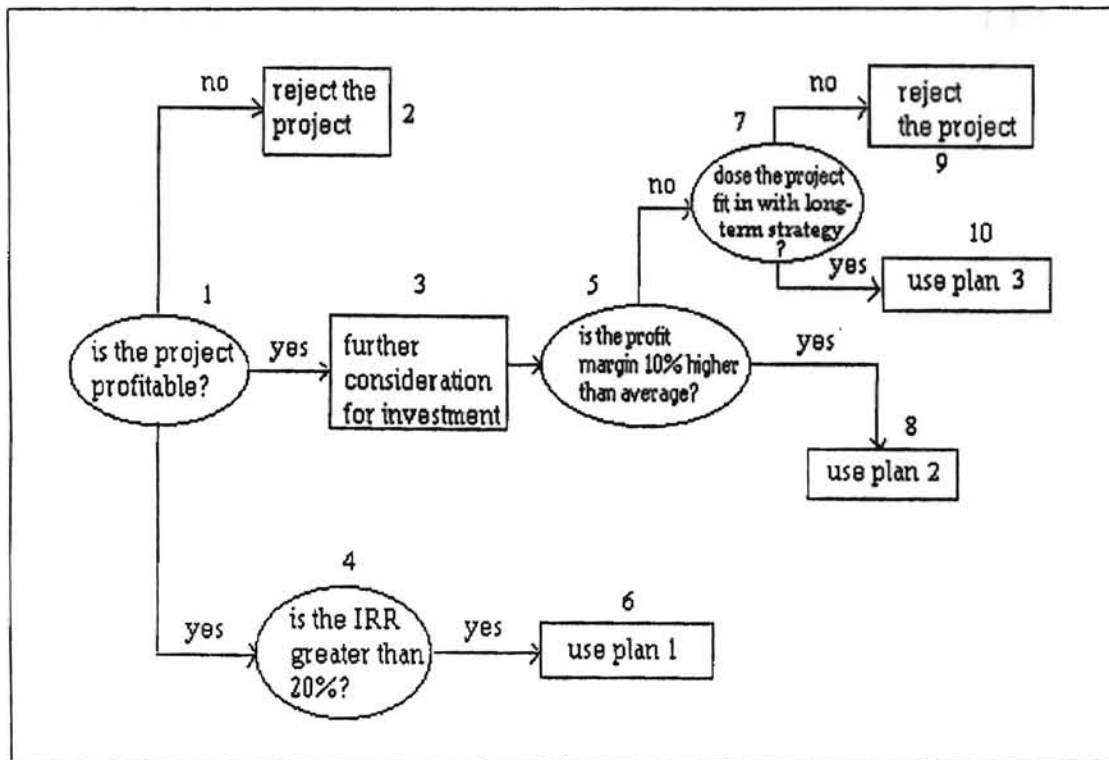 no
reject the
project
2
1
is the project
profitable?
yes
3
further
consideration
for investment
5
is the profit
margin 10% higher
than average?
no
7
dose the project
fit in with long-
term strategy
?
no
reject
the project
9
yes
10
use plan 3
yes
8
use plan 2
yes
4
is the IRR
greater than
20%?
yes
6
use plan 1